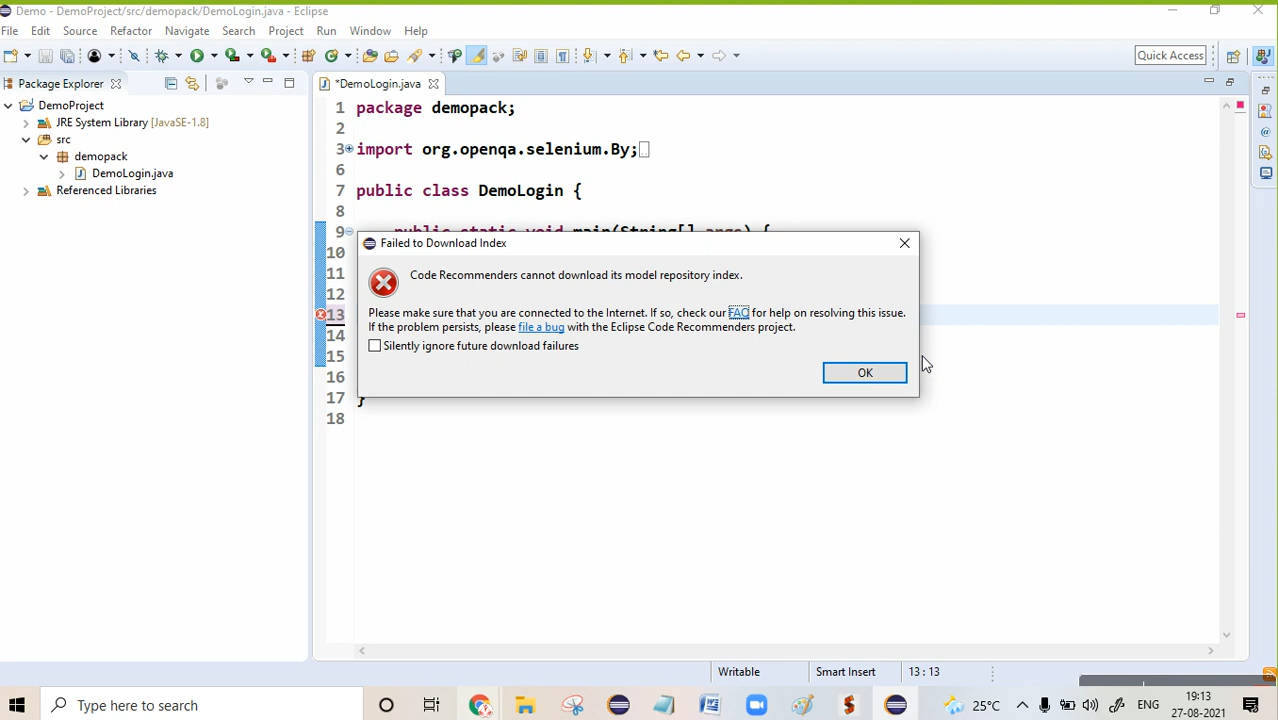 Demo - DemoProject/src/demopack/DemoLogin.java - Eclipse
File Edit Source Refactor Navigate Search Project Run Window Help
Quick Access
Package Explorer
*DemoLogin.java
DemoProject
JRE System Library [JavaSE-1.8]
src
demopack
DemoLogin.java
Referenced Libraries
1 package demopack;
2
3 import org.openqa.selenium.By;
6
7 public class DemoLogin {
8
9 public static void main(String[] args) {
10
11
12
13
14
15
16
17 }
18
Failed to Download Index
Code Recommenders cannot download its model repository index.
Please make sure that you are connected to the Internet. If so, check our FAQ for help on resolving this issue.
If the problem persists, please file a bug with the Eclipse Code Recommenders project.
Silently ignore future download failures
OK
Writable Smart Insert 13 : 13
Type here to search
25°C
ENG
19:13
27-08-2021